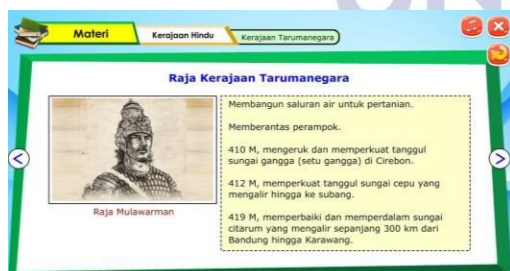 Materi
Kerajaan Hindu
Kerajaan Tarumanegara
Raja Kerajaan Tarumanegara
Membangun saluran air untuk pertanian.
Memberantas perampok.
410 M, mengeruk dan memperkuat tanggul
sungai gangga (setu gangga) di Cirebon.
412 M, memperkuat tanggul sungai cepu yang
mengalir hingga ke subang.
419 M, memperbaiki dan memperdalam sungai
citarum yang mengalir sepanjang 300 km dari
Bandung hingga Karawang.
Raja Mulawarman